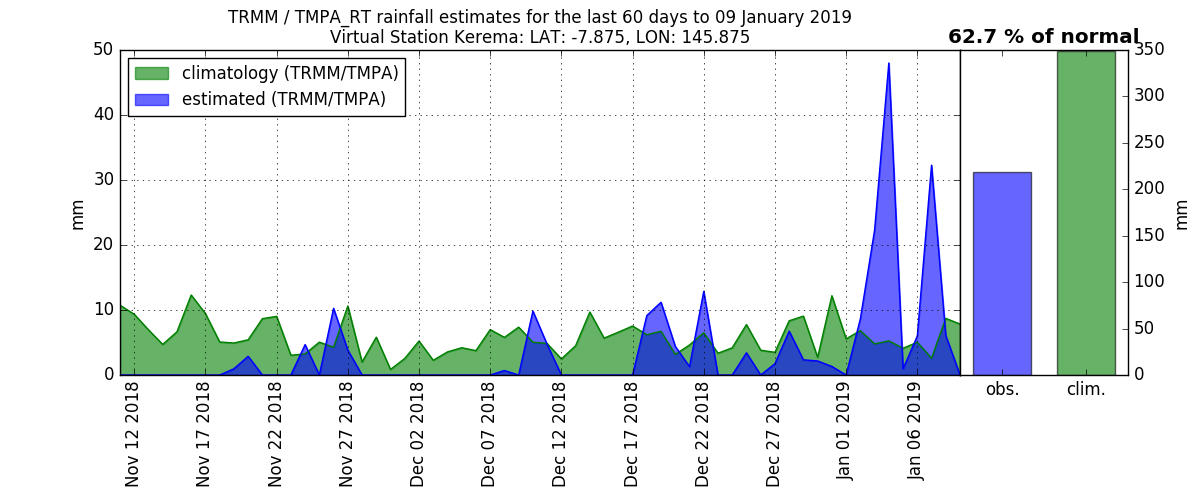 TRMM / TMPA_RT rainfall estimates for the last 60 days to 09 January 2019
Virtual Station Kerema: LAT: -7.875, LON: 145.875
62.7 % of normal
climatology (TRMM/TMPA)
estimated (TRMM/TMPA)
50
40
30
20
10
0
mm
Nov 12 2018
Nov 17 2018
Nov 22 2018
Nov 27 2018
Dec 02 2018
Dec 07 2018
Dec 12 2018
Dec 17 2018
Dec 22 2018
Dec 27 2018
Jan 01 2019
Jan 06 2019
350
300
250
200
150
100
50
0
mm
obs.
clim.